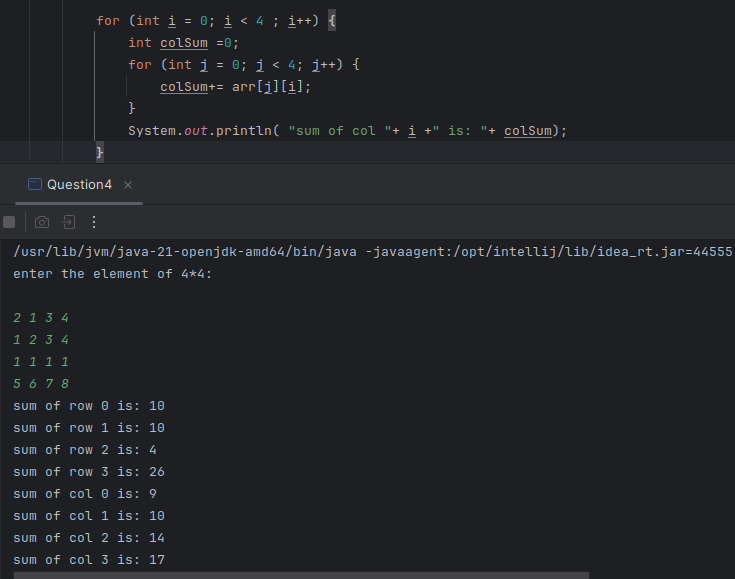 for (int i = 0; i < 4 ; i++) {
int colSum =0;
for (int j = 0; j < 4; j++) {
colSum+= arr[j][i];
}
System.out.println( "sum of col "+ i +" is: "+ colSum);
}
Question4 ×
/usr/lib/jvm/java-21-openjdk-amd64/bin/java -javaagent:/opt/intellij/lib/idea_rt.jar=44555
enter the element of 4*4:
2 1 3 4
1 2 3 4
1 1 1 1
5 6 7 8
sum of row 0 is: 10
sum of row 1 is: 10
sum of row 2 is: 4
sum of row 3 is: 26
sum of col 0 is: 9
sum of col 1 is: 10
sum of col 2 is: 14
sum of col 3 is: 17